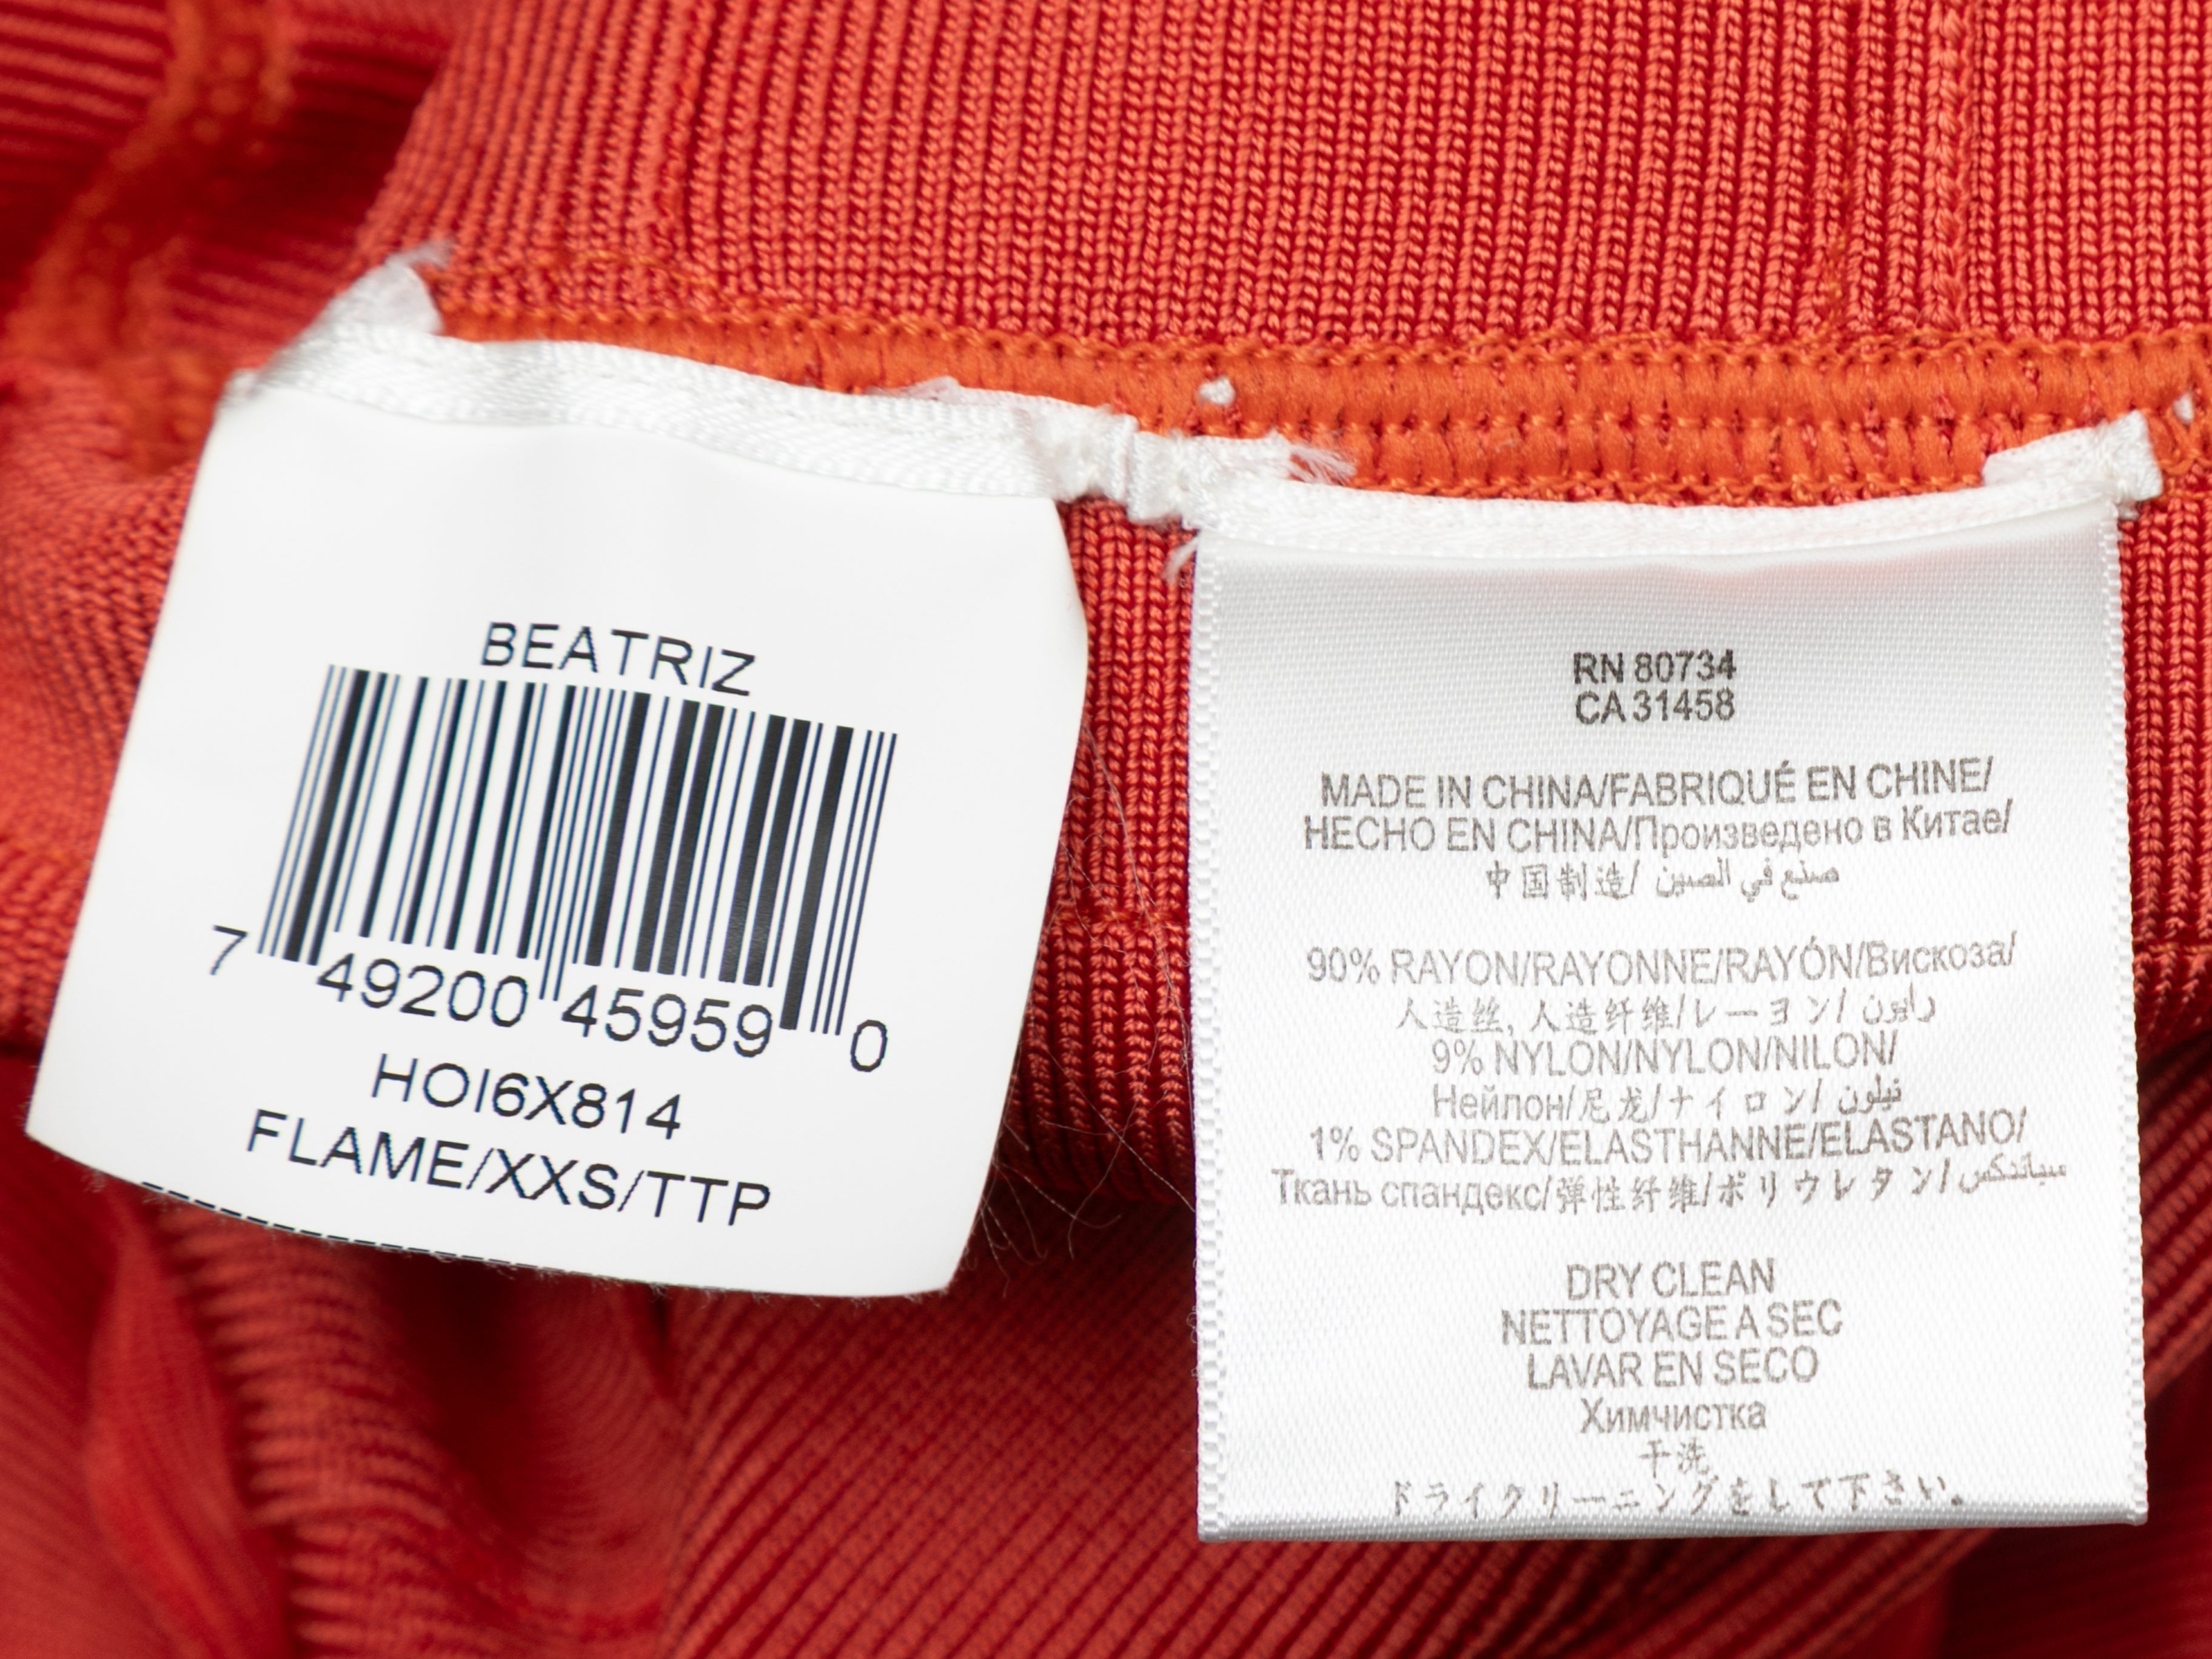 BEATRIZ
7 49200 45959 0
HOI6X814
FLAME/XXS/TTP
RN 80734
CA 31458
MADE IN CHINA/FABRIQUÉ EN CHINE/
HECHO EN CHINA/Произведено в Китае/
中国制造/ صنع في الصين
90% RAYON/RAYONNE/RAYÓN/Вискоза/
人造丝, 人造纤维/レーヨン/ رايون
9% NYLON/NYLON/NILON/
Нейлон/尼龙/ナイロン/ نيلون
1% SPANDEX/ELASTHANNE/ELASTANO/
Ткань спандекс/弹性纤维/ポリウレタン/ سباندكس
DRY CLEAN
NETTOYAGE A SEC
LAVAR EN SECO
Химчистка
干洗
ドライクリーニングをして下さい。